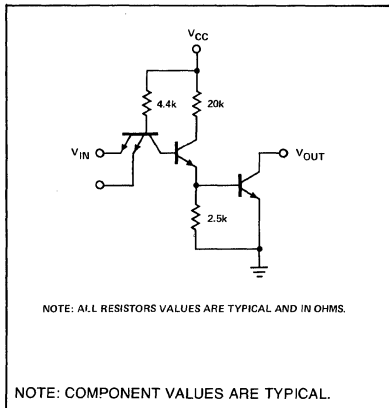 VCC
4.4k
20k
VIN
VOUT
2.5k
NOTE: ALL RESISTORS VALUES ARE TYPICAL AND IN OHMS.
NOTE: COMPONENT VALUES ARE TYPICAL.